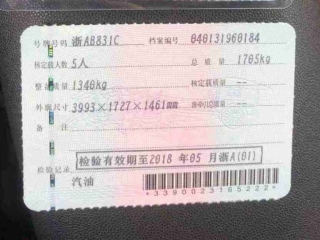 号牌号码 浙AB831C 档案编号 040131960184
核定载人数 5人 总质量 1705kg
整备质量 1340kg 核定载质量 --
外廓尺寸 3993×1727×1461mm 准牵引总质量 --
备注
检验有效期至2018年05月浙A(01)
检验记录
汽油
*3390023165222*